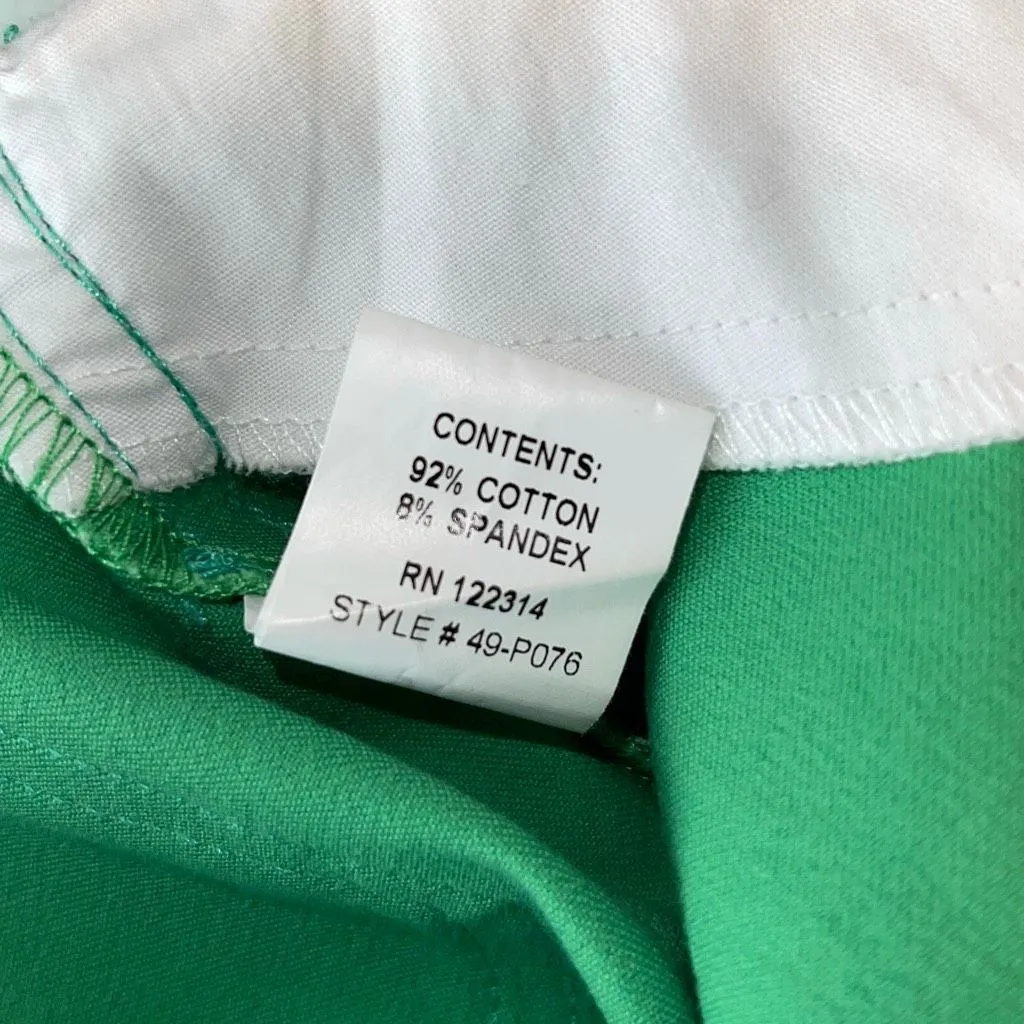 CONTENTS:
92% COTTON
8% SPANDEX
RN 122314
STYLE # 49-P076